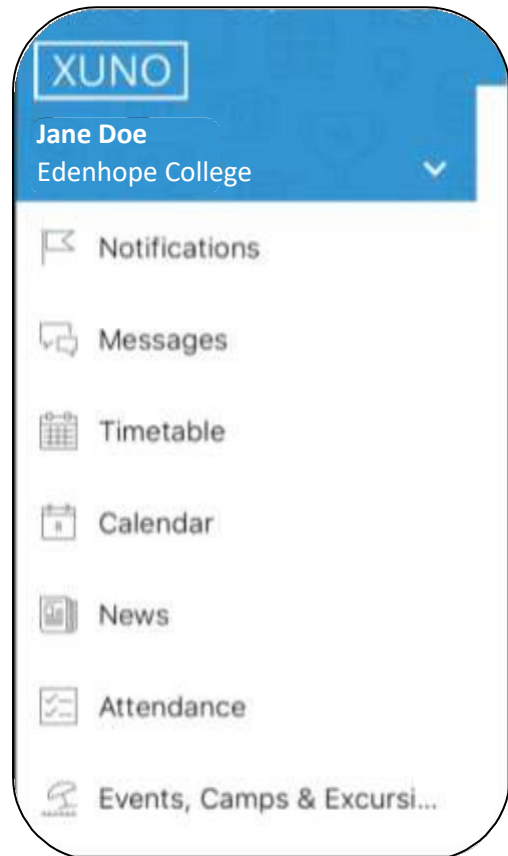 XUNO
Jane Doe
Edenhope College
Notifications
Messages
Timetable
Calendar
News
Attendance
Events, Camps & Excursi...